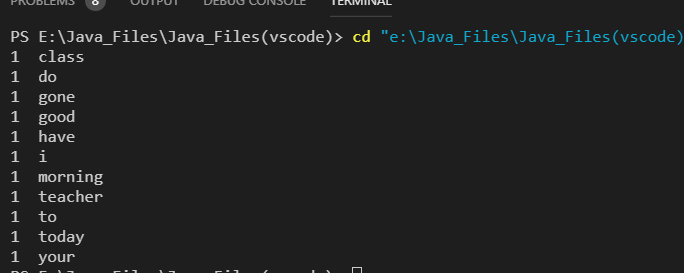 PROBLEMS 8 OUTPUT DEBUG CONSOLE TERMINAL
PS E:\Java_Files\Java_Files(vscode)> cd "e:\Java_Files\Java_Files(vscode)
1 class
1 do
1 gone
1 good
1 have
1 i
1 morning
1 teacher
1 to
1 today
1 your
PS E:\Java_Files\Java_Files(vscode)>